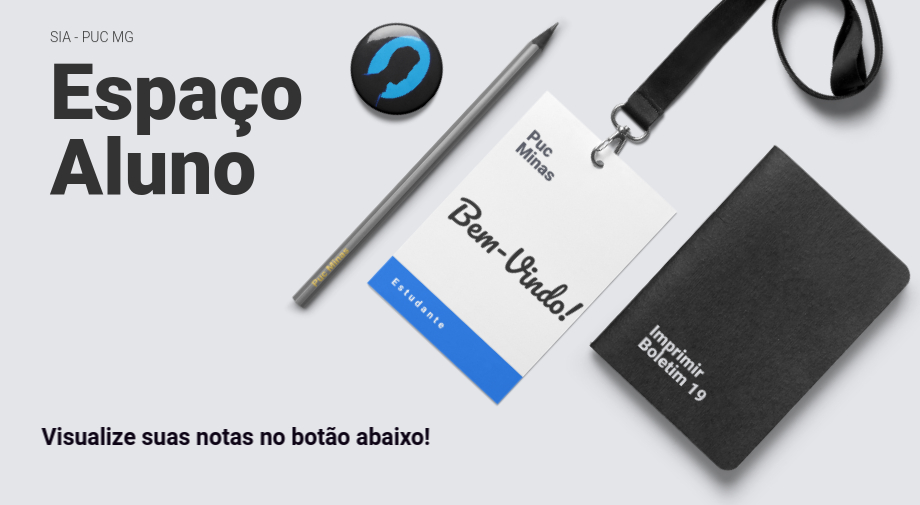 SIA - PUC MG
Espaço
Aluno
Puc Minas
Puc
Minas
Bem-Vindo!
Estudante
Imprimir
Boletim 19
Visualize suas notas no botão abaixo!